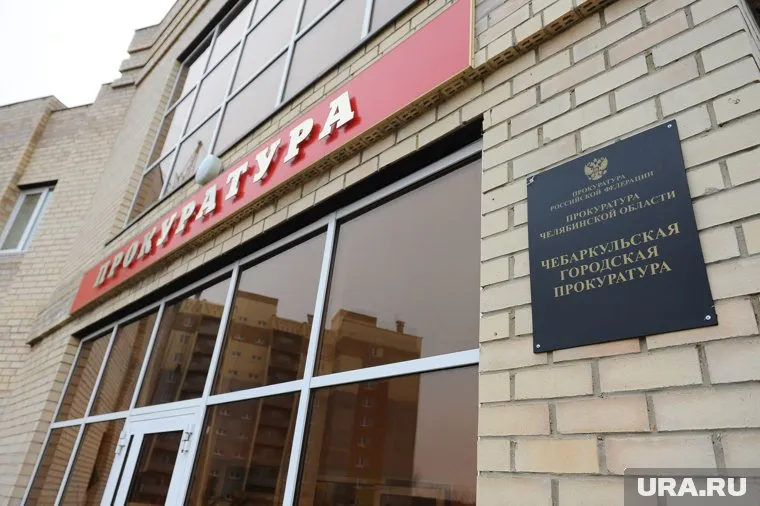 ПРОКУРАТУРА
ПРОКУРАТУРА
РОССИЙСКОЙ ФЕДЕРАЦИИ
ПРОКУРАТУРА
ЧЕЛЯБИНСКОЙ ОБЛАСТИ
ЧЕБАРКУЛЬСКАЯ
ГОРОДСКАЯ
ПРОКУРАТУРА
URA.RU